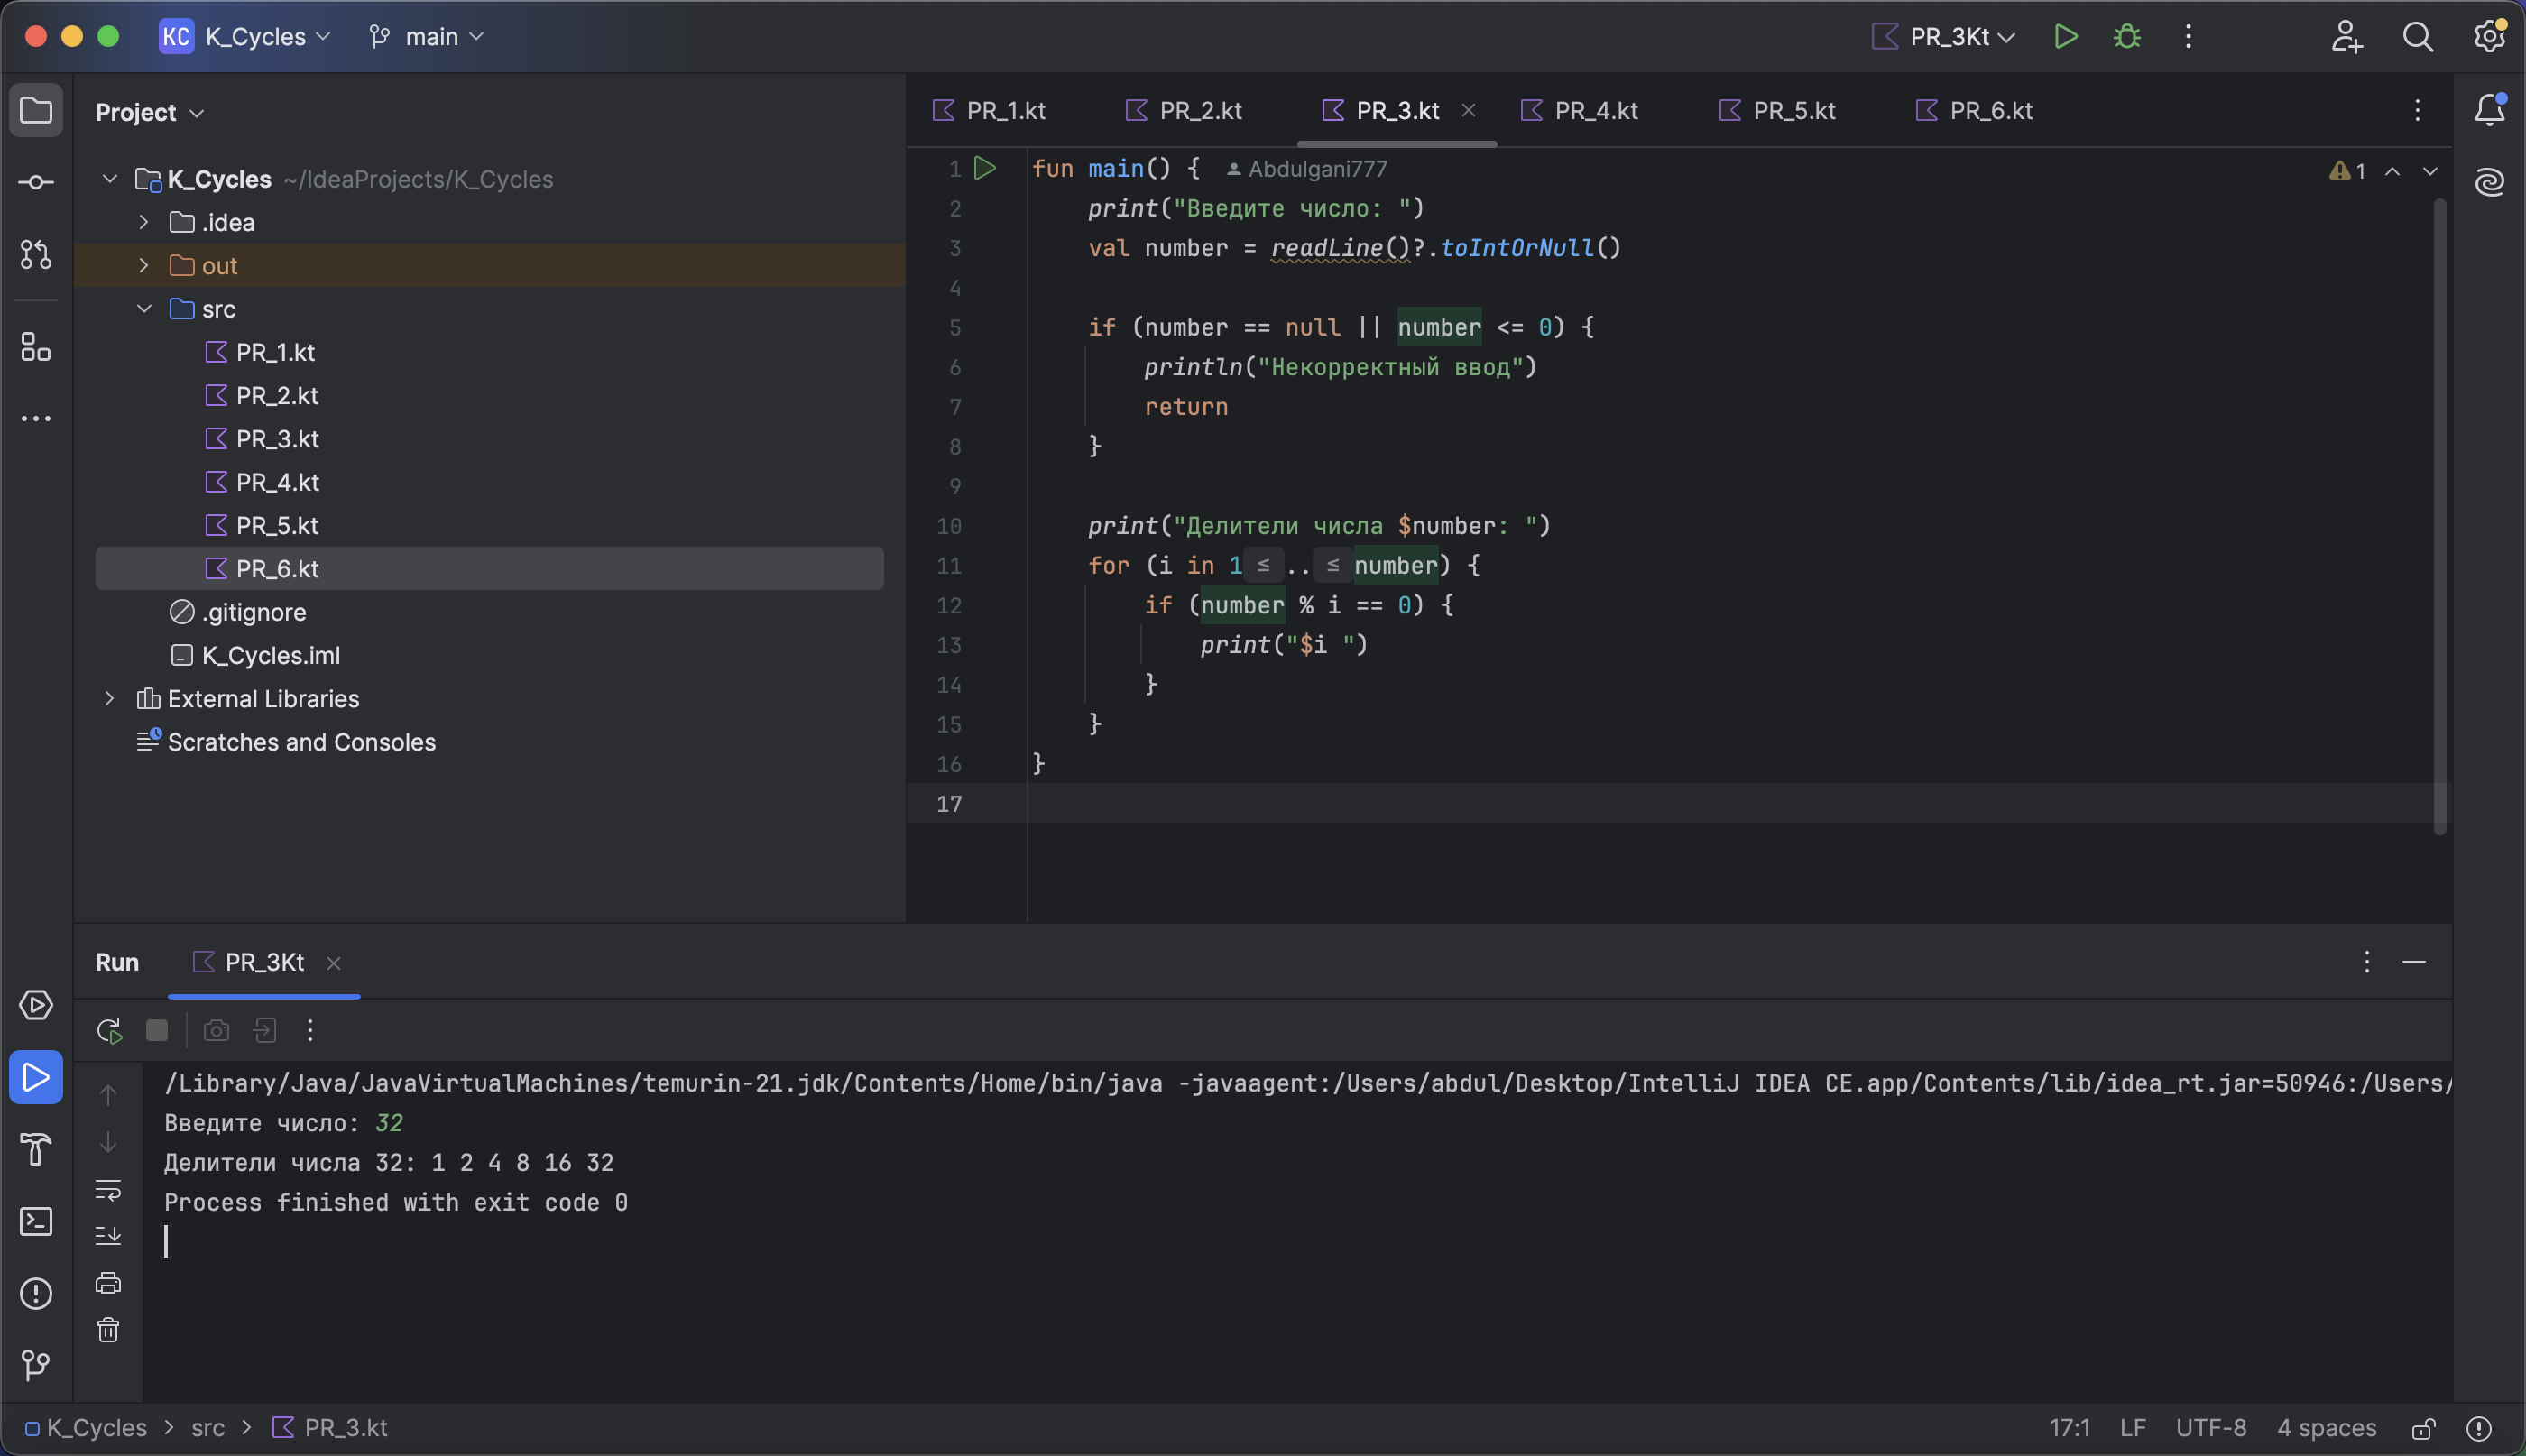 KC K_Cycles main PR_3Kt
Project
K_Cycles ~/IdeaProjects/K_Cycles
.idea
out
src
PR_1.kt
PR_2.kt
PR_3.kt
PR_4.kt
PR_5.kt
PR_6.kt
.gitignore
K_Cycles.iml
External Libraries
Scratches and Consoles
PR_1.kt PR_2.kt PR_3.kt PR_4.kt PR_5.kt PR_6.kt
1 fun main() { Abdulgani777 1
2 print("Введите число: ")
3 val number = readLine()?.toIntOrNull()
4
5 if (number == null || number <= 0) {
6 println("Некорректный ввод")
7 return
8 }
9
10 print("Делители числа $number: ")
11 for (i in 1 ≤ .. ≤ number) {
12 if (number % i == 0) {
13 print("$i ")
14 }
15 }
16 }
17
Run PR_3Kt
/Library/Java/JavaVirtualMachines/temurin-21.jdk/Contents/Home/bin/java -javaagent:/Users/abdul/Desktop/IntelliJ IDEA CE.app/Contents/lib/idea_rt.jar=50946:/Users/
Введите число: 32
Делители числа 32: 1 2 4 8 16 32
Process finished with exit code 0
K_Cycles > src > PR_3.kt 17:1 LF UTF-8 4 spaces